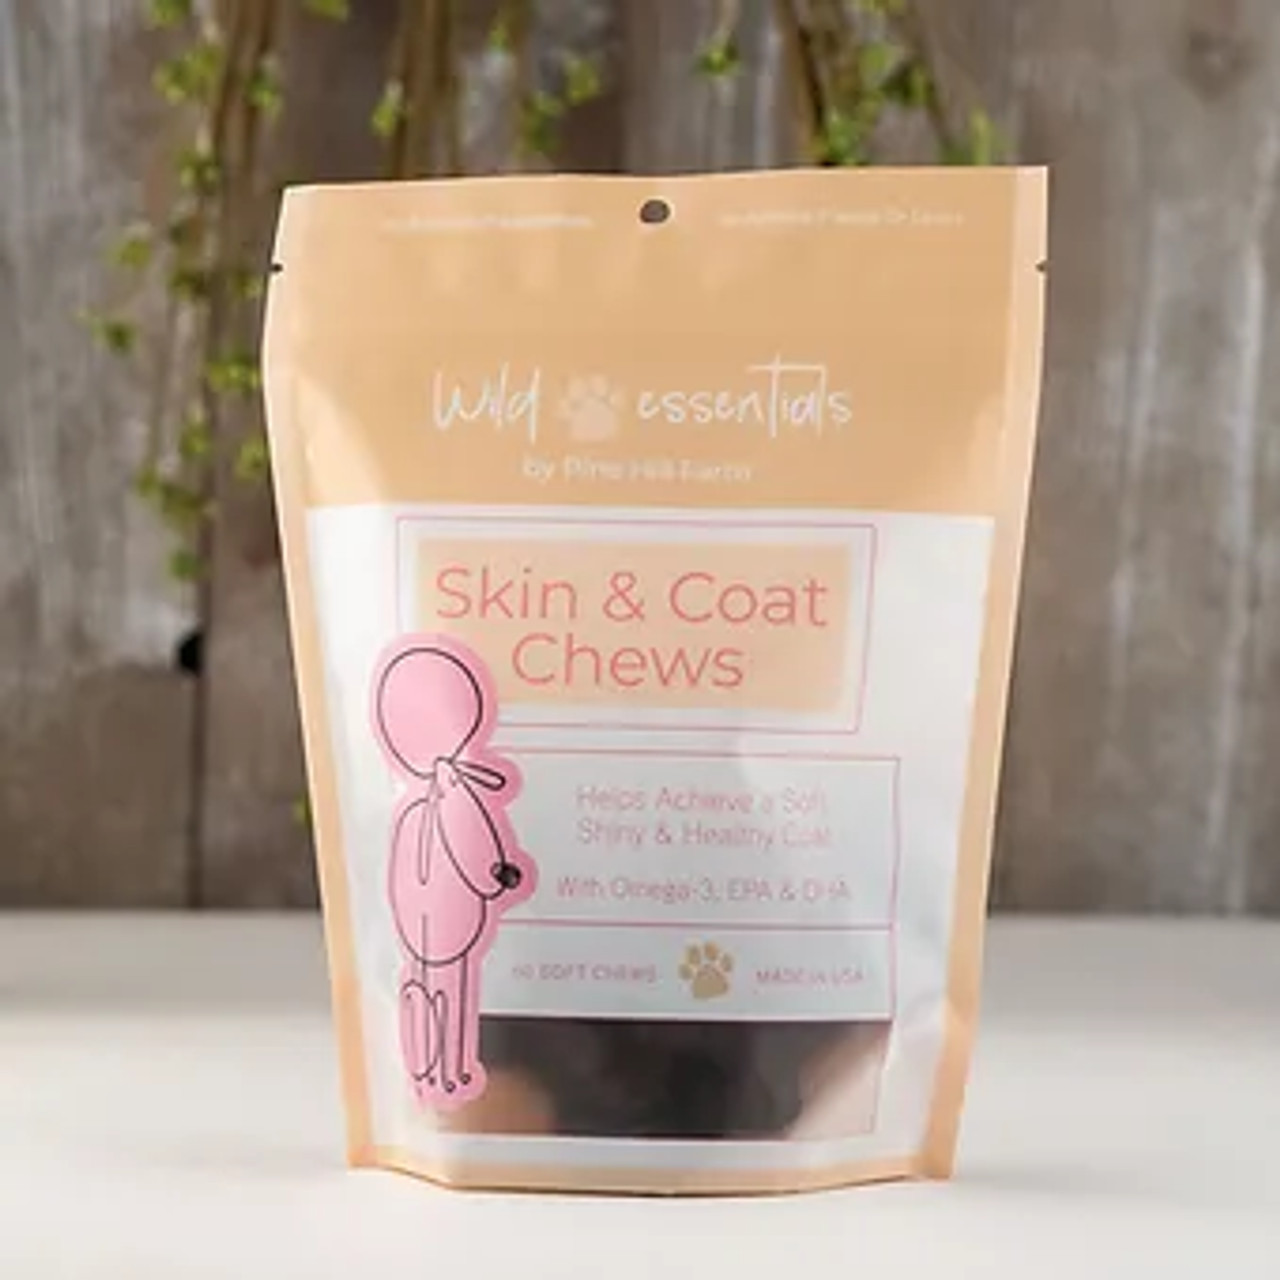 Wild essentials
by Pine Hill Farm
Skin & Coat
Chews
Helps Achieve a Soft
Shiny & Healthy Coat
With Omega-3, EPA & DHA
60 SOFT CHEWS
MADE IN USA